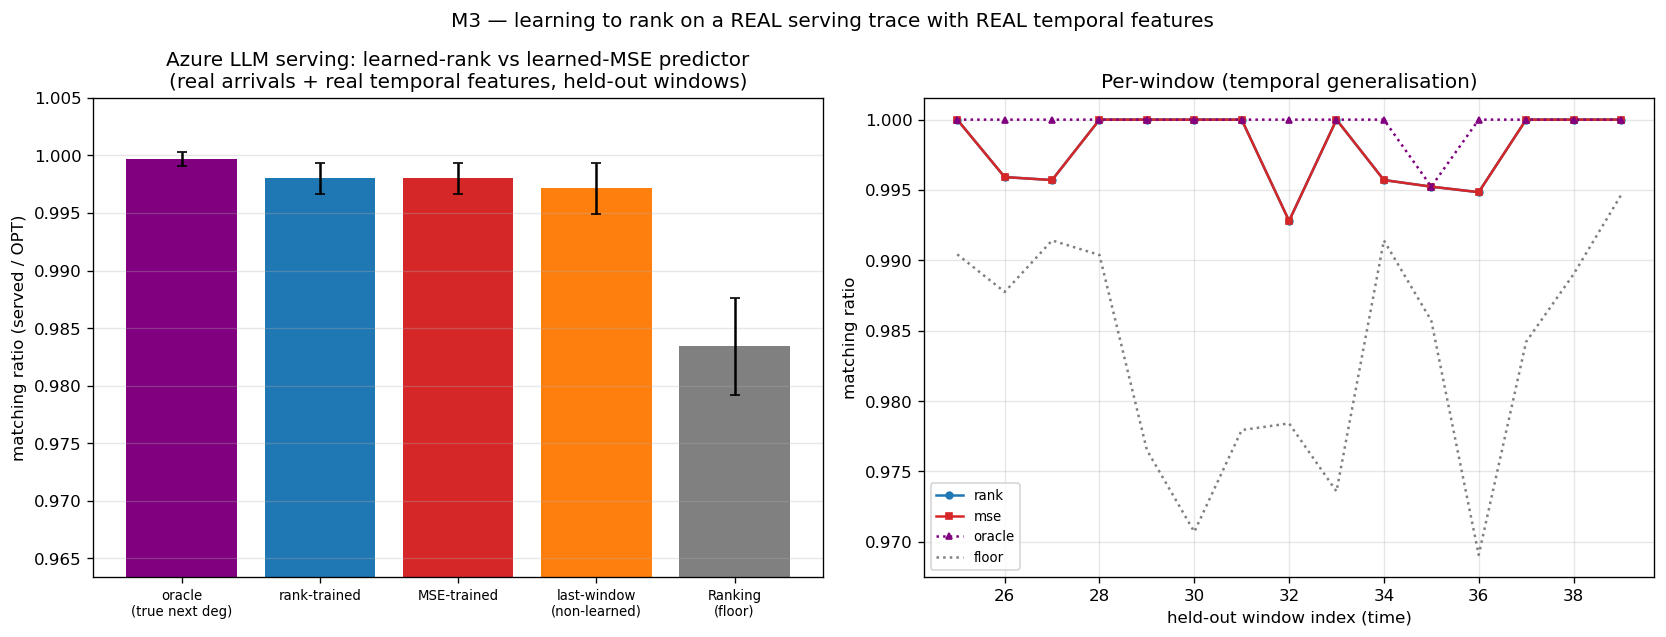 M3 — learning to rank on a REAL serving trace with REAL temporal features
Azure LLM serving: learned-rank vs learned-MSE predictor
(real arrivals + real temporal features, held-out windows)
matching ratio (served / OPT)
1.005
1.000
0.995
0.990
0.985
0.980
0.975
0.970
0.965
oracle
(true next deg)
rank-trained
MSE-trained
last-window
(non-learned)
Ranking
(floor)
Per-window (temporal generalisation)
matching ratio
1.000
0.995
0.990
0.985
0.980
0.975
0.970
rank
mse
oracle
floor
26 28 30 32 34 36 38
held-out window index (time)